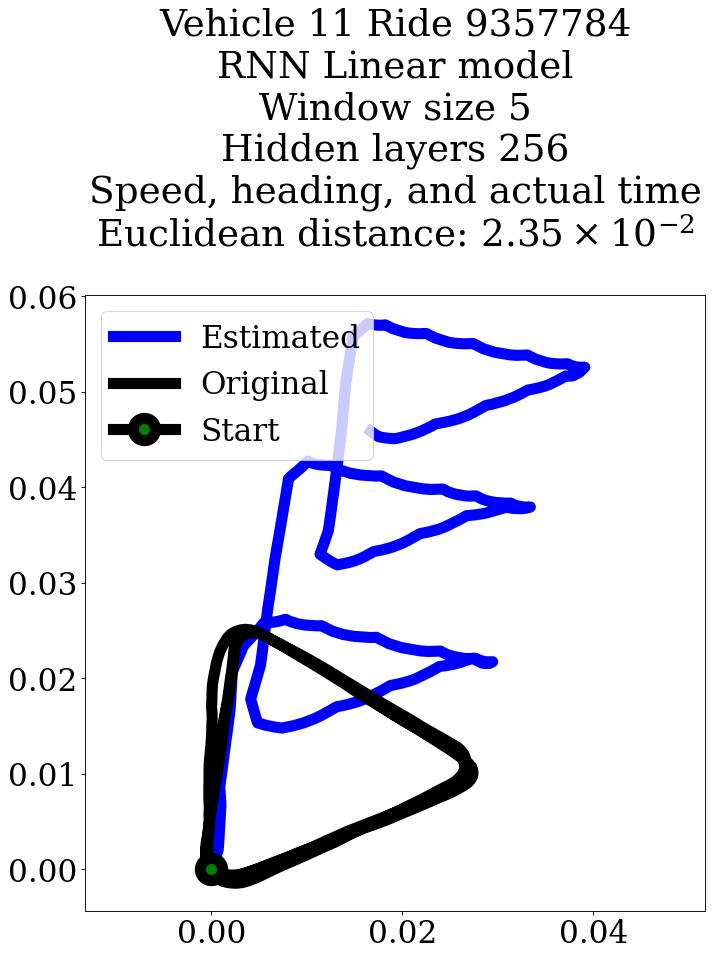 Vehicle 11 Ride 9357784
RNN Linear model
Window size 5
Hidden layers 256
Speed, heading, and actual time
Euclidean distance: 2.35 × 10⁻²
0.06
0.05
0.04
0.03
0.02
0.01
0.00
Estimated
Original
Start
0.00 0.02 0.04